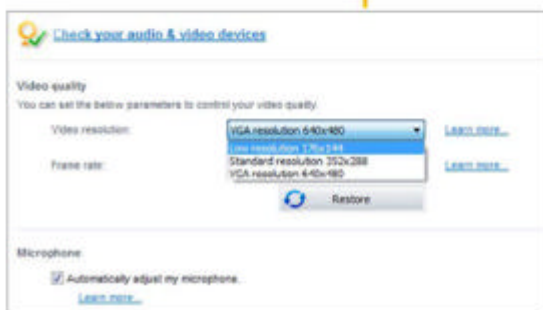 Check your audio & video devices
Video quality
You can set the below parameters to control your video quality.
Video resolution: VGA resolution 640x480 Learn more...
Low resolution 176x144
Standard resolution 352x288
Frame rate: VGA resolution 640x480 Learn more...
Restore
Microphone
Automatically adjust my microphone.
Learn more...